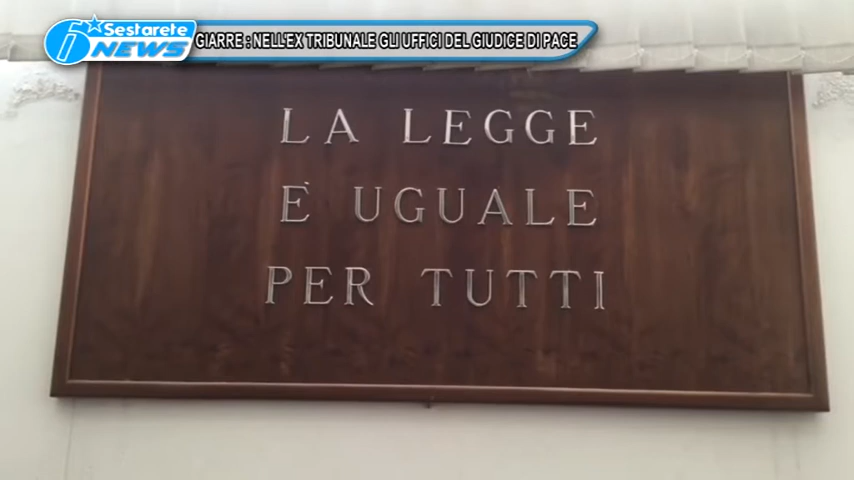 6 Sestarete NEWS
GIARRE : NELL'EX TRIBUNALE GLI UFFICI DEL GIUDICE DI PACE
LA LEGGE
È UGUALE
PER TUTTI